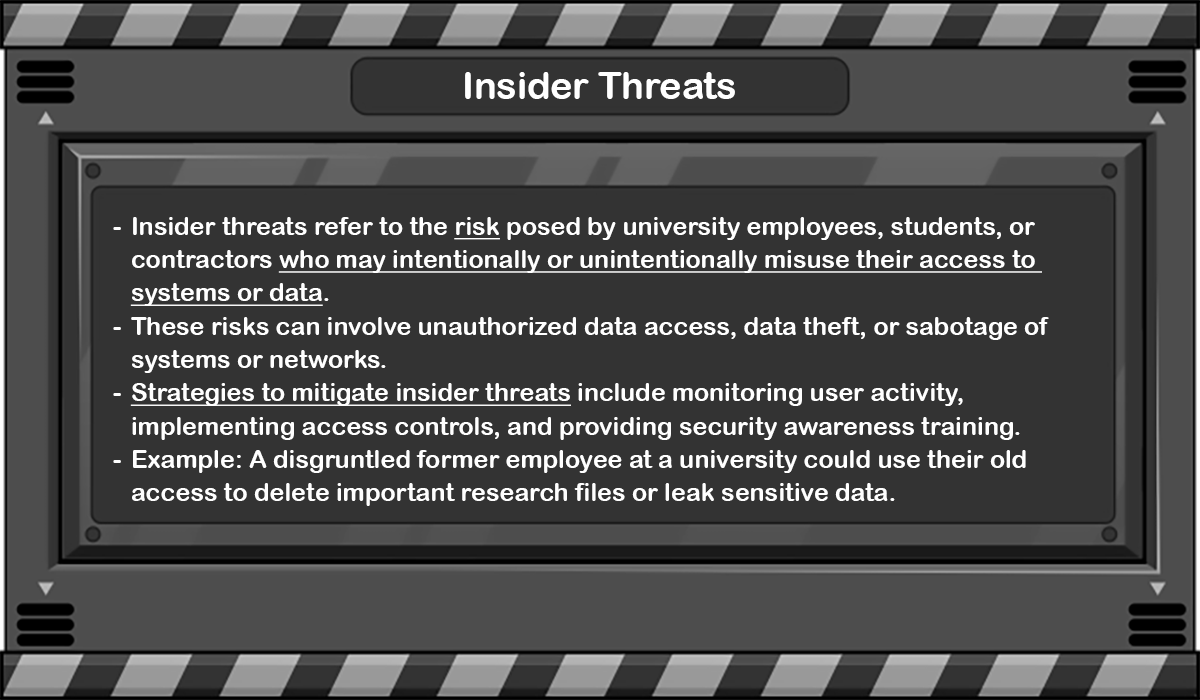 Insider Threats
- Insider threats refer to the risk posed by university employees, students, or
contractors who may intentionally or unintentionally misuse their access to
systems or data.
- These risks can involve unauthorized data access, data theft, or sabotage of
systems or networks.
- Strategies to mitigate insider threats include monitoring user activity,
implementing access controls, and providing security awareness training.
- Example: A disgruntled former employee at a university could use their old
access to delete important research files or leak sensitive data.